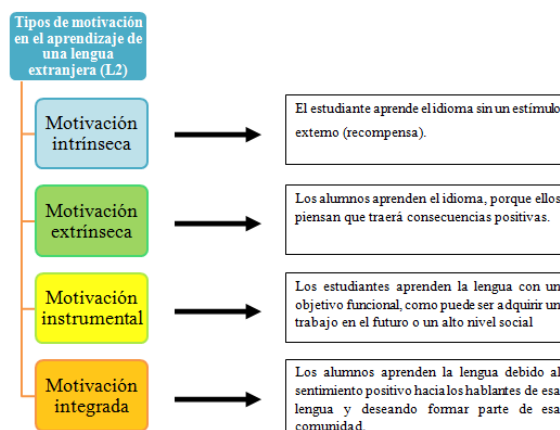 Tipos de motivación
en el aprendizaje de
una lengua
extranjera (L2)
Motivación
intrínseca
El estudiante aprende el idioma sin un estímulo
externo (recompensa).
Motivación
extrínseca
Los alumnos aprenden el idioma, porque ellos
piensan que traerá consecuencias positivas.
Motivación
instrumental
Los estudiantes aprenden la lengua con un
objetivo funcional, como puede ser adquirir un
trabajo en el futuro o un alto nivel social
Motivación
integrada
Los alumnos aprenden la lengua debido al
sentimiento positivo hacia los hablantes de esa
lengua y deseando formar parte de esa
comunidad.